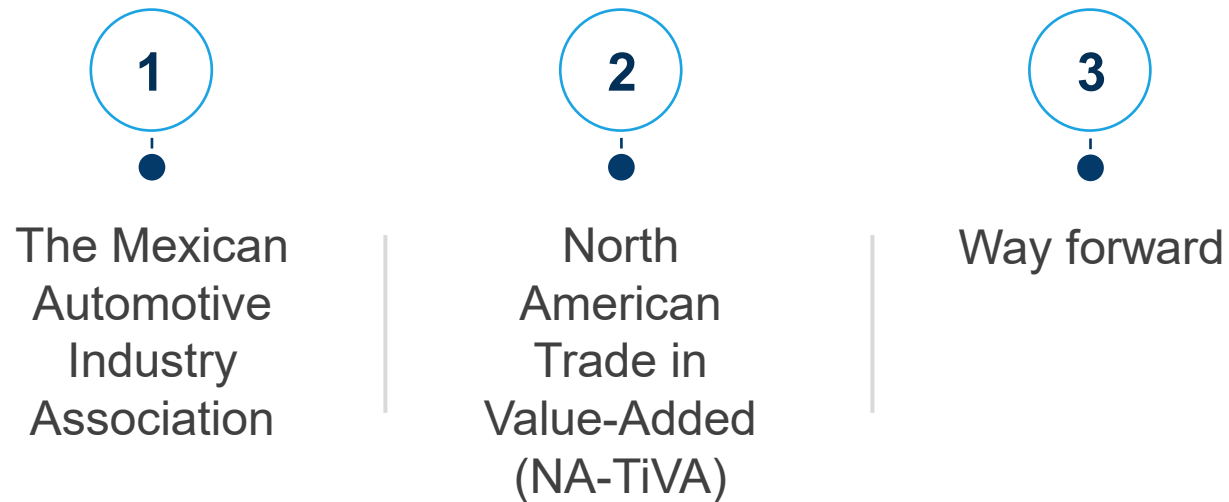 1
The Mexican
Automotive
Industry
Association
2
North
American
Trade in
Value-Added
(NA-TiVA)
3
Way forward